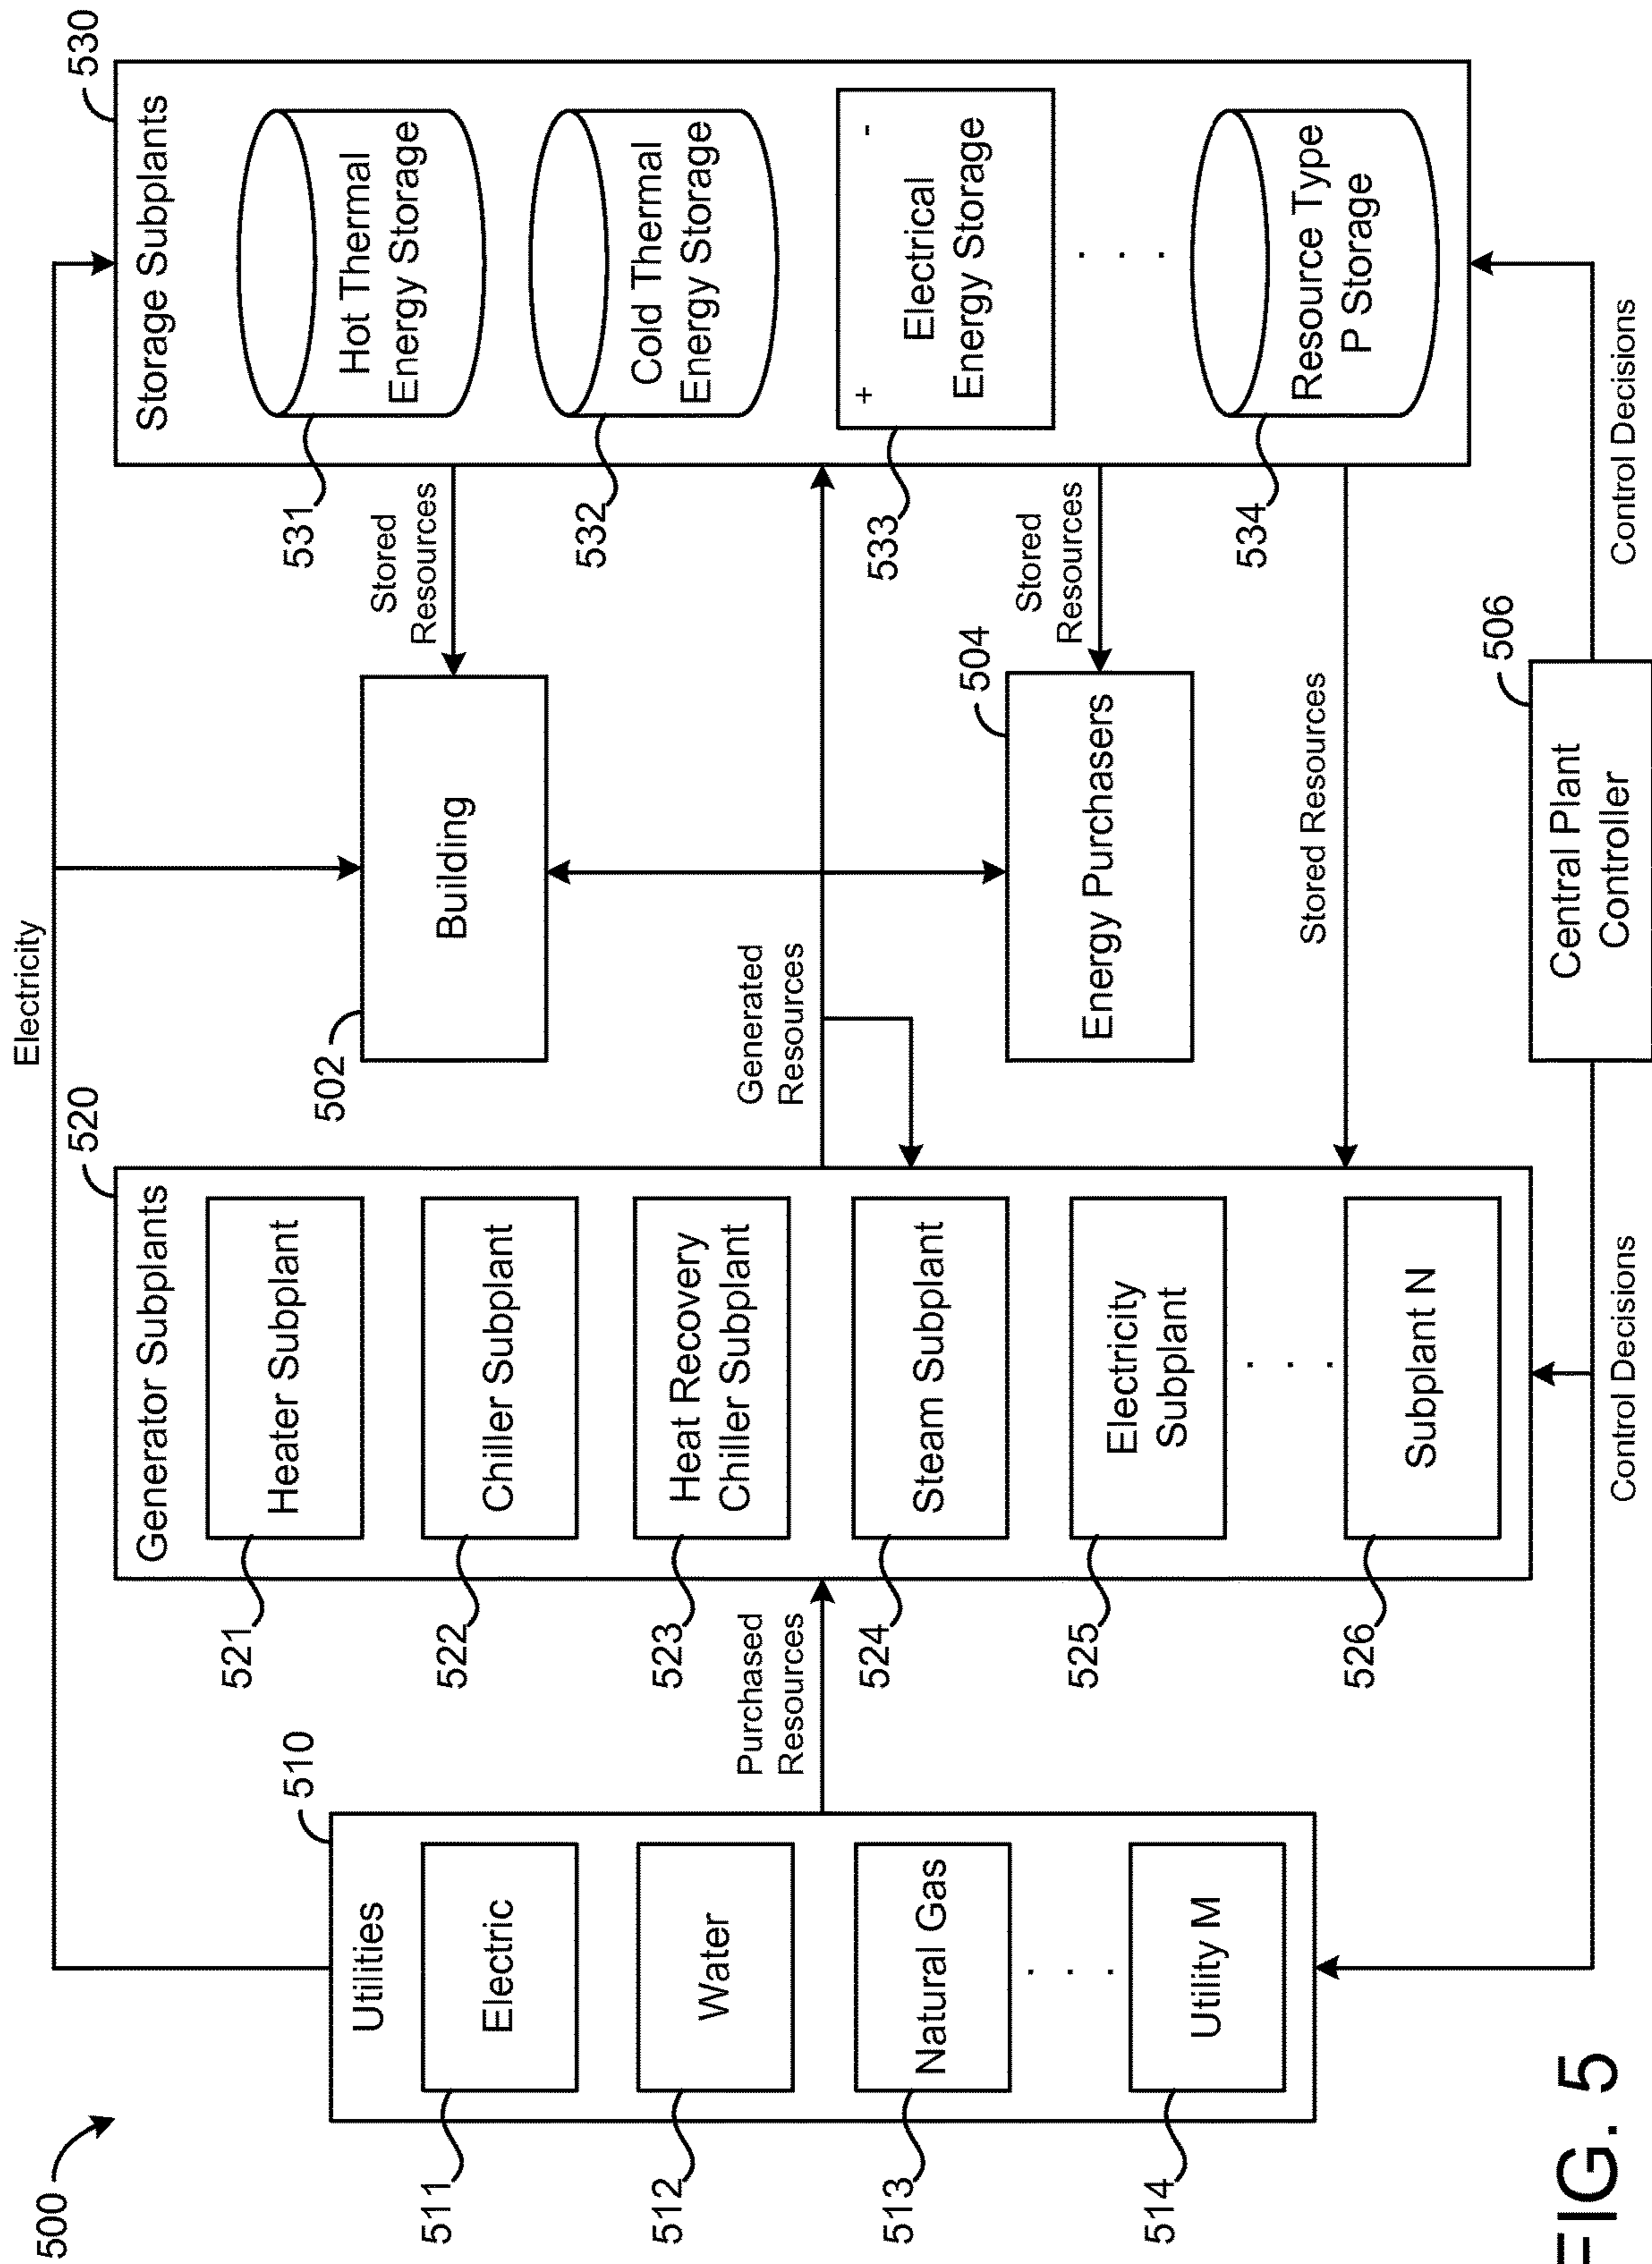 500
Electricity
510
Utilities
511
Electric
512
Water
513
Natural Gas
. . .
514
Utility M
Purchased
Resources
520
Generator Subplants
521
Heater Subplant
522
Chiller Subplant
523
Heat Recovery
Chiller Subplant
524
Steam Subplant
525
Electricity
Subplant
. . .
526
Subplant N
Generated
Resources
502
Building
504
Energy Purchasers
Stored
Resources
Stored
Resources
Stored Resources
530
Storage Subplants
531
Hot Thermal
Energy Storage
532
Cold Thermal
Energy Storage
533
+ -
Electrical
Energy Storage
. . .
534
Resource Type
P Storage
506
Central Plant
Controller
Control Decisions
Control Decisions
FIG. 5